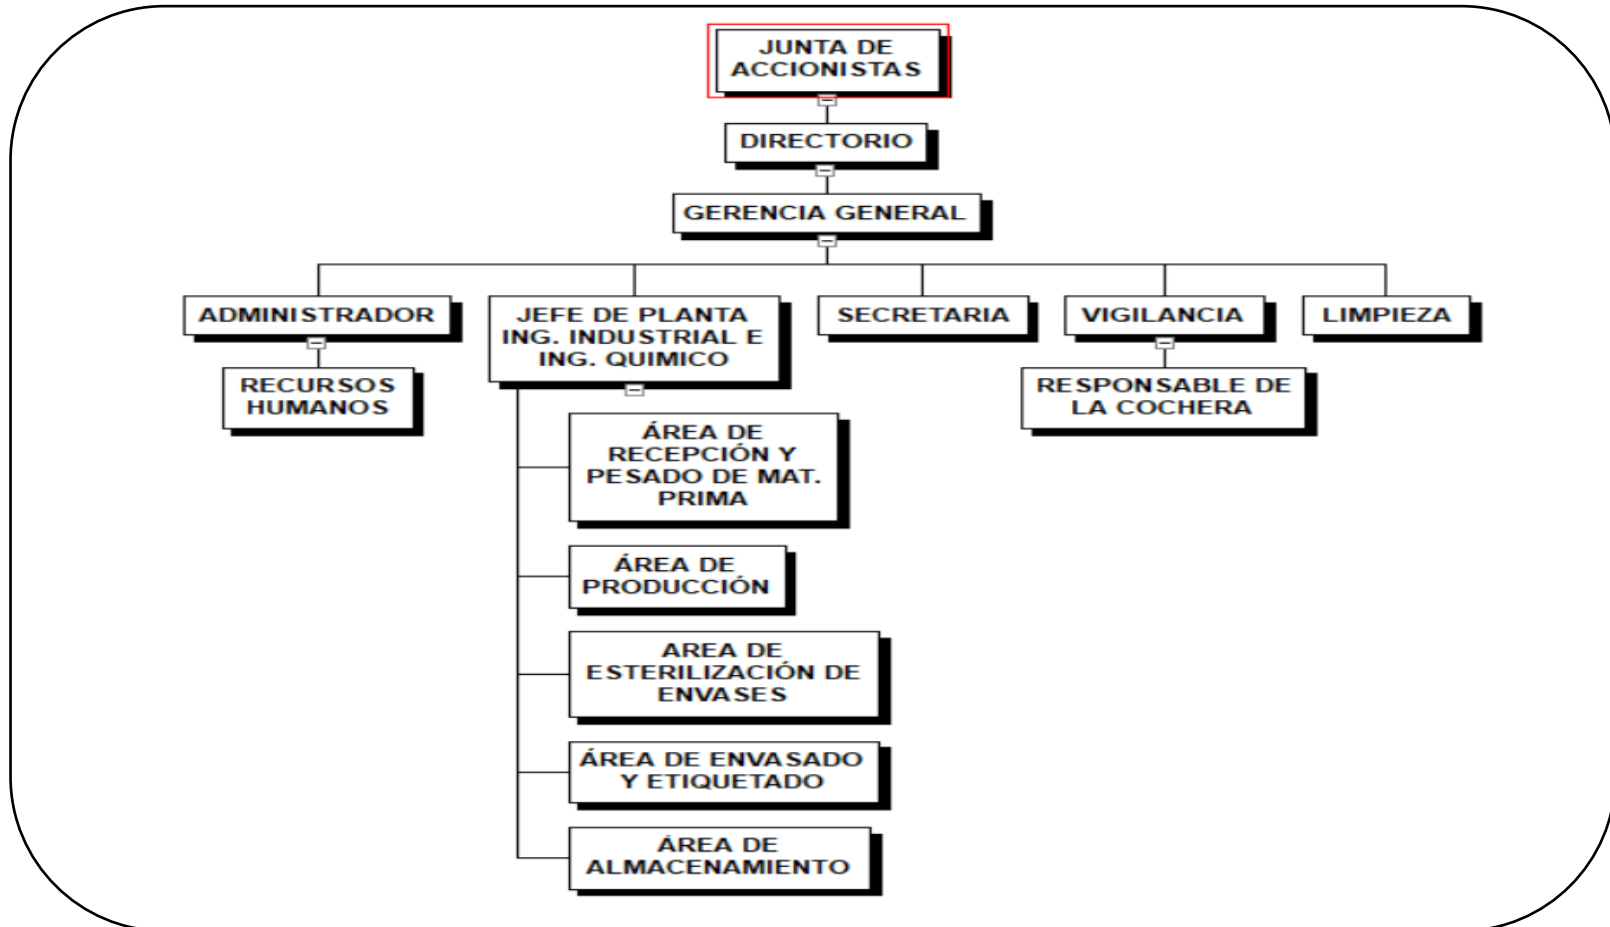 JUNTA DE
ACCIONISTAS
DIRECTORIO
GERENCIA GENERAL
ADMINISTRADOR
RECURSOS
HUMANOS
JEFE DE PLANTA
ING. INDUSTRIAL E
ING. QUIMICO
ÁREA DE
RECEPCIÓN Y
PESADO DE MAT.
PRIMA
ÁREA DE
PRODUCCIÓN
AREA DE
ESTERILIZACIÓN DE
ENVASES
ÁREA DE ENVASADO
Y ETIQUETADO
ÁREA DE
ALMACENAMIENTO
SECRETARIA
VIGILANCIA
RESPONSABLE DE
LA COCHERA
LIMPIEZA